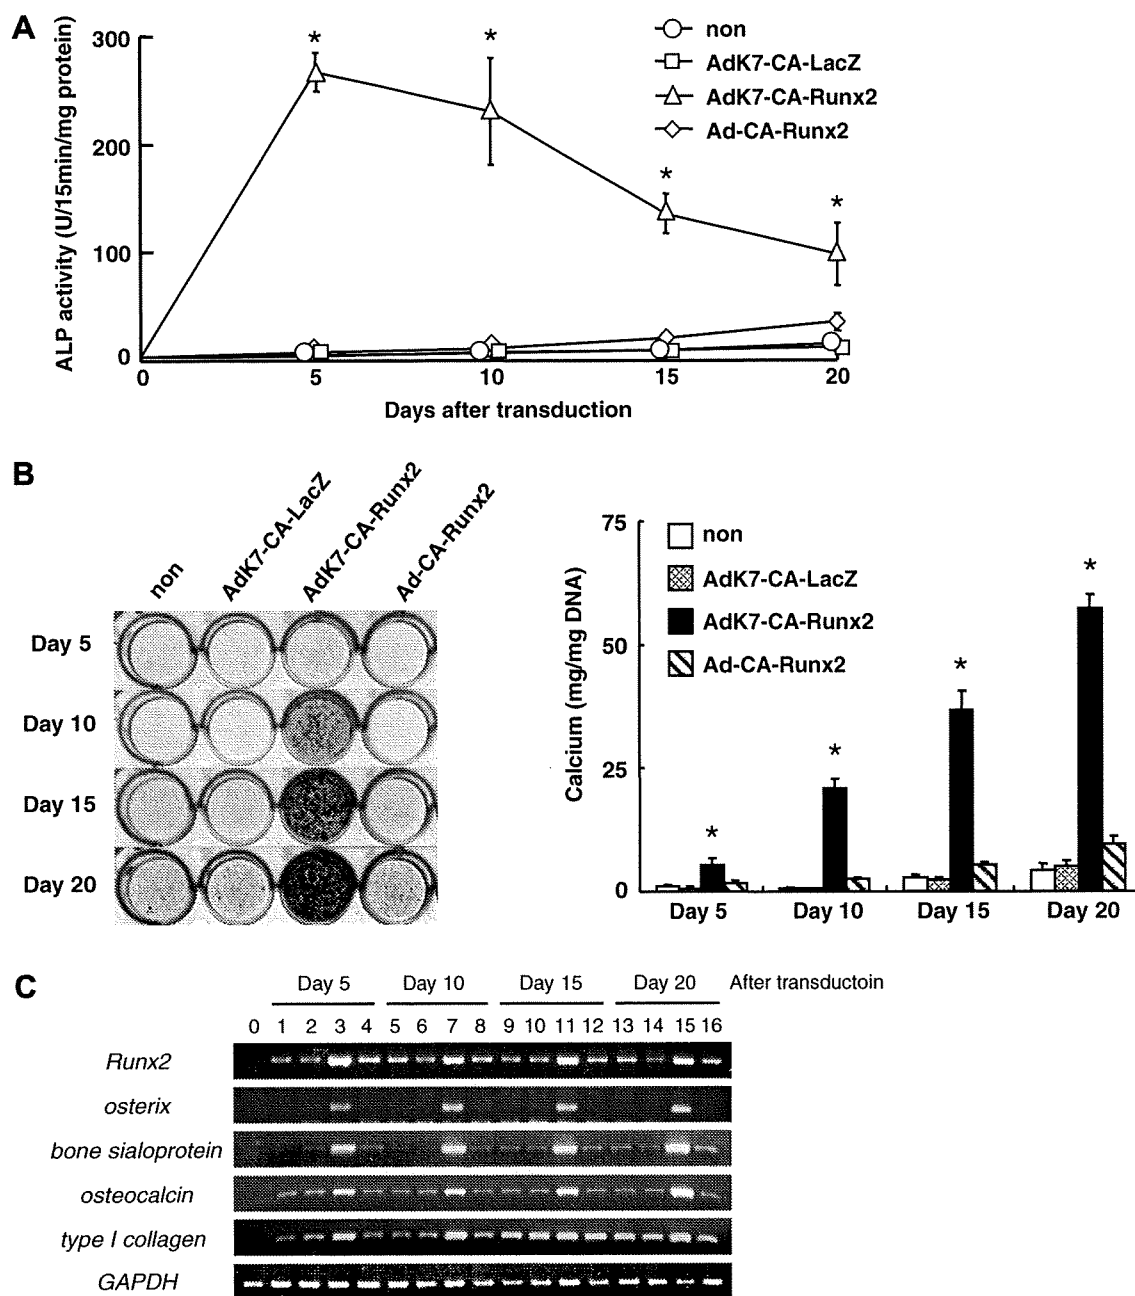 A
ALP activity (U/15min/mg protein)
300
200
100
0
0 5 10 15 20
Days after transduction
* * * *
non
AdK7-CA-LacZ
AdK7-CA-Runx2
Ad-CA-Runx2
B
non AdK7-CA-LacZ AdK7-CA-Runx2 Ad-CA-Runx2
Day 5
Day 10
Day 15
Day 20
Calcium (mg/mg DNA)
75
50
25
0
non
AdK7-CA-LacZ
AdK7-CA-Runx2
Ad-CA-Runx2
* * * *
Day 5 Day 10 Day 15 Day 20
C
Day 5 Day 10 Day 15 Day 20 After transductoin
0 1 2 3 4 5 6 7 8 9 10 11 12 13 14 15 16
Runx2
osterix
bone sialoprotein
osteocalcin
type I collagen
GAPDH